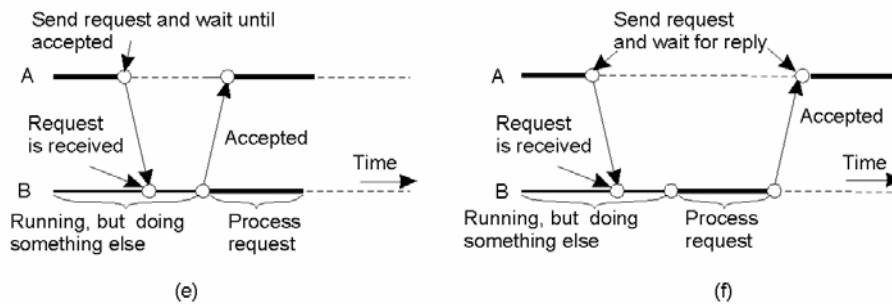 Send request and wait until
accepted
A
Request
is received
Accepted
Time
B
Running, but doing
something else
Process
request
(e)
Send request
and wait for reply
A
Request
is received
Accepted
Time
B
Running, but doing
something else
Process
request
(f)